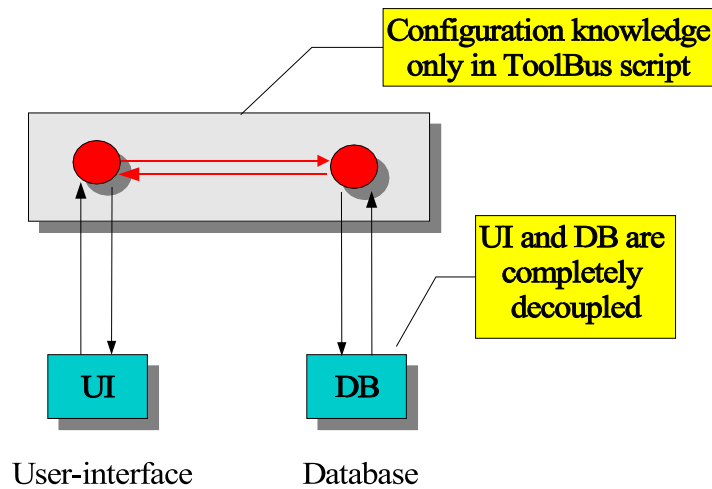 Configuration knowledge
only in ToolBus script
UI and DB are
completely
decoupled
UI
DB
User-interface
Database